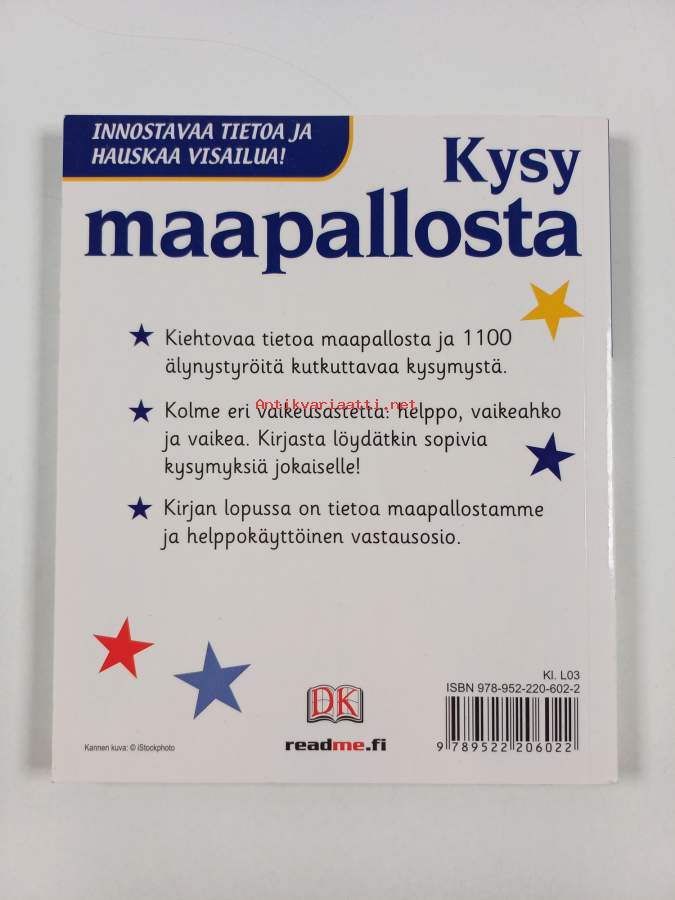 INNOSTAVAA TIETOA JA
HAUSKAA VISAILUA!
Kysy
maapallosta
Kiehtovaa tietoa maapallosta ja 1100
älynystyröitä kutkuttavaa kysymystä.
Antikvariaatti.net
Kolme eri vaikeusastetta: helppo, vaikeahko
ja vaikea. Kirjasta löydätkin sopivia
kysymyksiä jokaiselle!
Kirjan lopussa on tietoa maapallostamme
ja helppokäyttöinen vastausosio.
Kl. L03
ISBN 978-952-220-602-2
DK
readme.fi
9 789522 206022
Kannen kuva: © iStockphoto